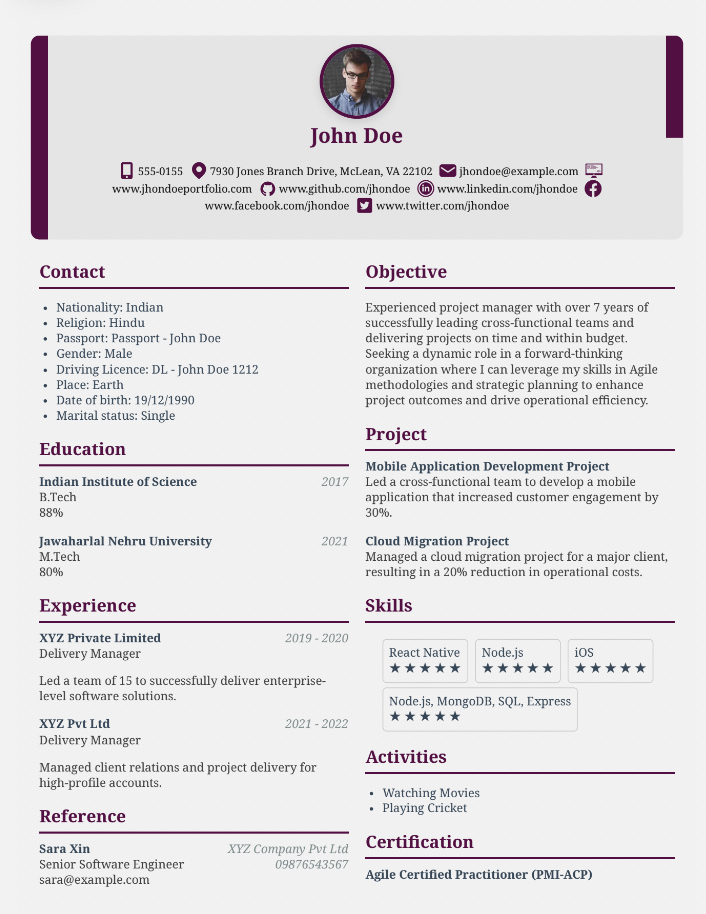 John Doe
555-0155 7930 Jones Branch Drive, McLean, VA 22102 jhondoe@example.com
www.jhondoeportfolio.com www.github.com/jhondoe www.linkedin.com/jhondoe
www.facebook.com/jhondoe www.twitter.com/jhondoe
Contact
• Nationality: Indian
• Religion: Hindu
• Passport: Passport - John Doe
• Gender: Male
• Driving Licence: DL - John Doe 1212
• Place: Earth
• Date of birth: 19/12/1990
• Marital status: Single
Education
Indian Institute of Science 2017
B.Tech
88%
Jawaharlal Nehru University 2021
M.Tech
80%
Experience
XYZ Private Limited 2019 - 2020
Delivery Manager
Led a team of 15 to successfully deliver enterprise-
level software solutions.
XYZ Pvt Ltd 2021 - 2022
Delivery Manager
Managed client relations and project delivery for
high-profile accounts.
Reference
Sara Xin XYZ Company Pvt Ltd
Senior Software Engineer 09876543567
sara@example.com
Objective
Experienced project manager with over 7 years of
successfully leading cross-functional teams and
delivering projects on time and within budget.
Seeking a dynamic role in a forward-thinking
organization where I can leverage my skills in Agile
methodologies and strategic planning to enhance
project outcomes and drive operational efficiency.
Project
Mobile Application Development Project
Led a cross-functional team to develop a mobile
application that increased customer engagement by
30%.
Cloud Migration Project
Managed a cloud migration project for a major client,
resulting in a 20% reduction in operational costs.
Skills
React Native Node.js iOS
★★★★★ ★★★★★ ★★★★★
Node.js, MongoDB, SQL, Express
★★★★★
Activities
• Watching Movies
• Playing Cricket
Certification
Agile Certified Practitioner (PMI-ACP)